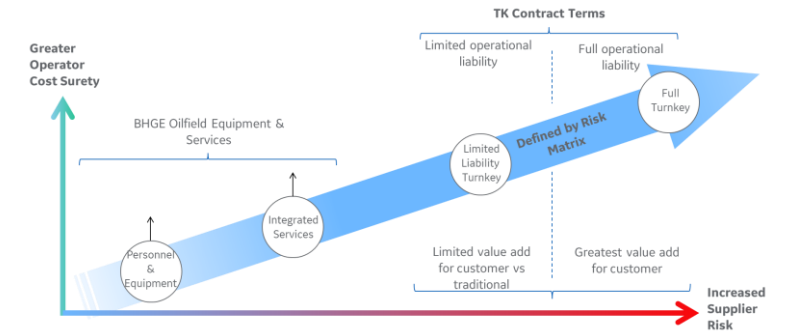 TK Contract Terms
Greater
Operator
Cost Surety
Limited operational
liability
Full operational
liability
Full
Turnkey
BHGE Oilfield Equipment &
Services
Defined by Risk
Matrix
Limited
Liability
Turnkey
Integrated
Services
Personnel
&
Equipment
Limited value add
for customer vs
traditional
Greatest value add
for customer
Increased
Supplier
Risk